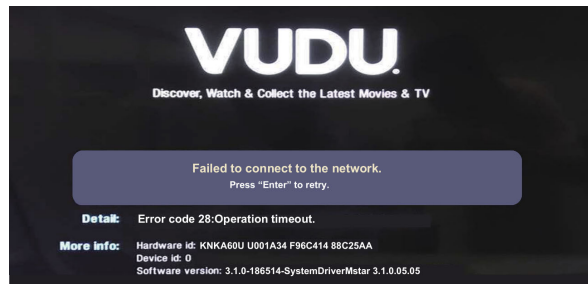 VUDU.
Discover, Watch & Collect the Latest Movies & TV
Failed to connect to the network.
Press “Enter” to retry.
Detail: Error code 28:Operation timeout.
More info: Hardware id: KNKA60U U001A34 F96C414 88C25AA
Device id: 0
Software version: 3.1.0-186514-SystemDriverMstar 3.1.0.05.05